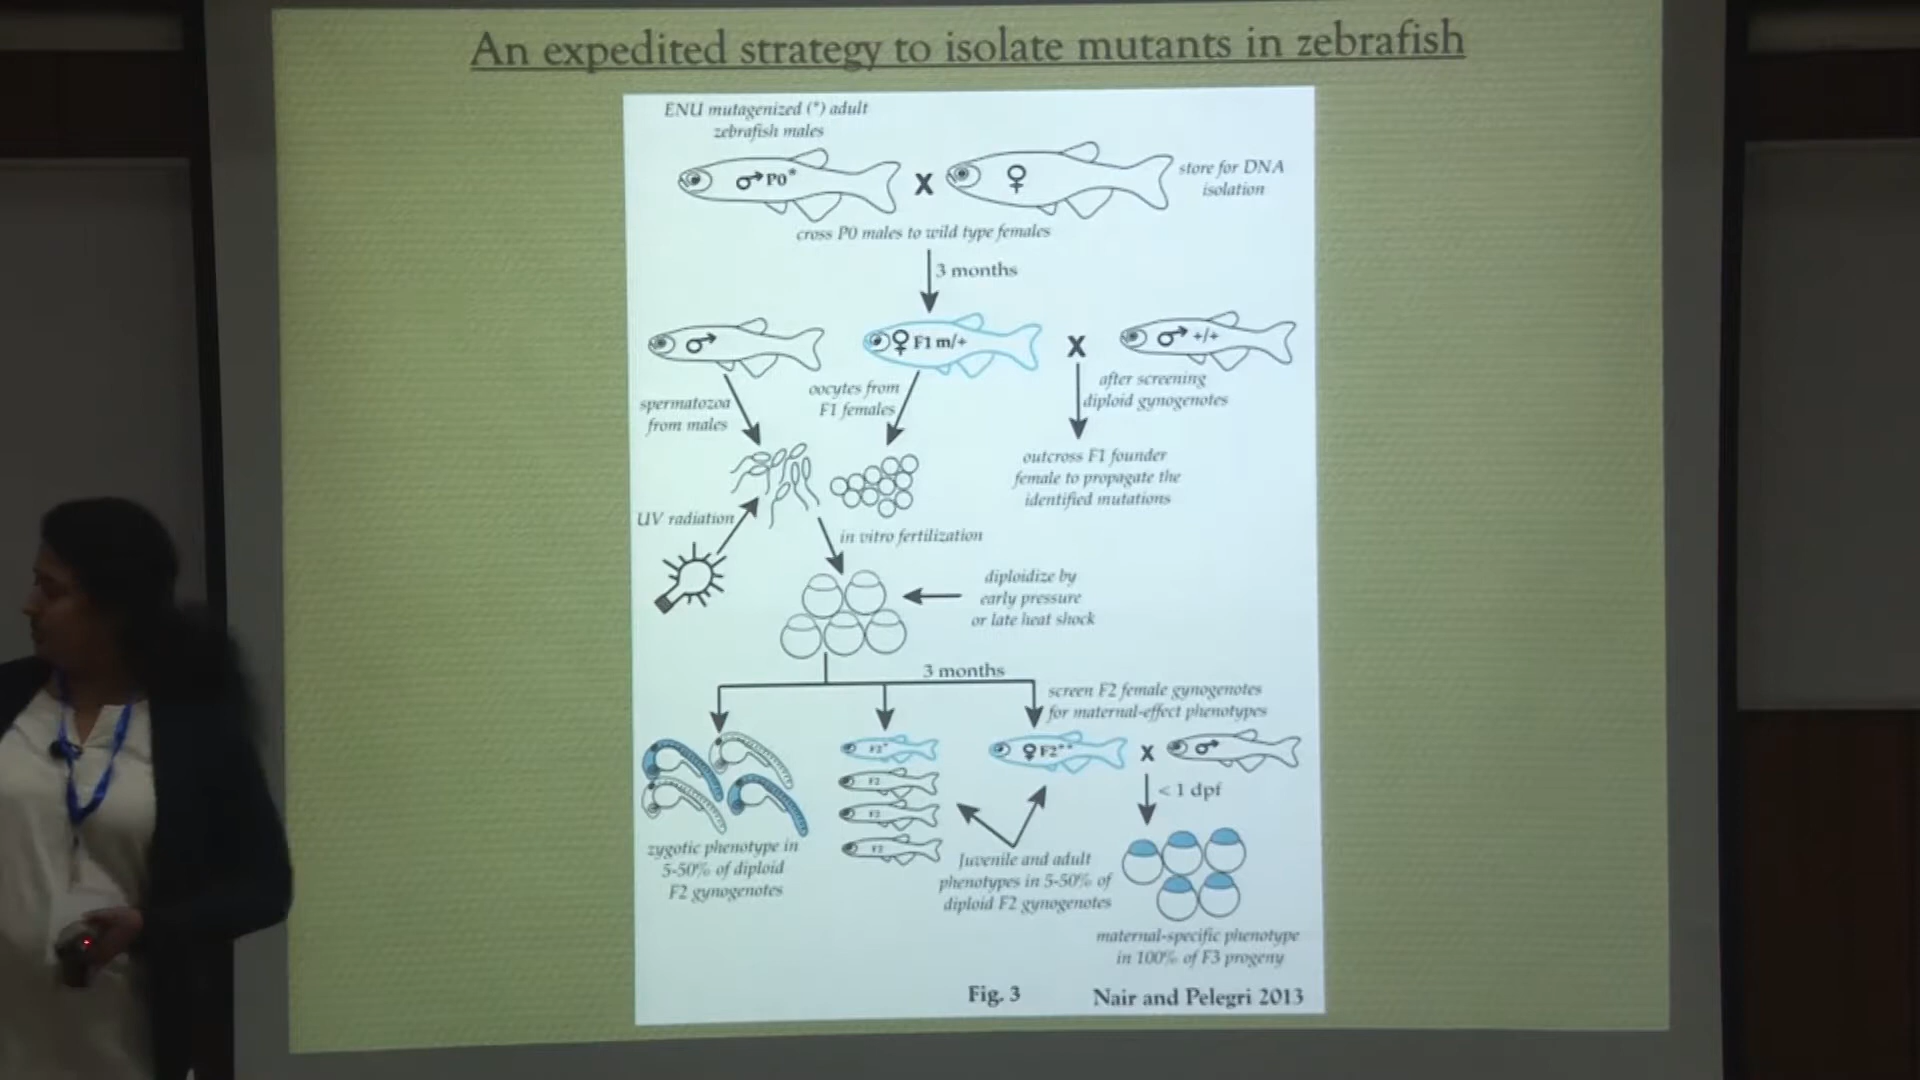 An expedited strategy to isolate mutants in zebrafish
ENU mutagenized (*) adult
zebrafish males
♂ P0*
X
♀
store for DNA
isolation
cross P0 males to wild type females
3 months
♂
♀ F1 m/+
X
♂ +/+
spermatozoa
from males
oocytes from
F1 females
after screening
diploid gynogenotes
outcross F1 founder
female to propagate the
identified mutations
UV radiation
in vitro fertilization
diploidize by
early pressure
or late heat shock
3 months
screen F2 female gynogenotes
for maternal-effect phenotypes
F2*
F2
F2
F2
♀ F2**
X
♂
< 1 dpf
zygotic phenotype in
5-50% of diploid
F2 gynogenotes
Juvenile and adult
phenotypes in 5-50% of
diploid F2 gynogenotes
maternal-specific phenotype
in 100% of F3 progeny
Fig. 3
Nair and Pelegri 2013